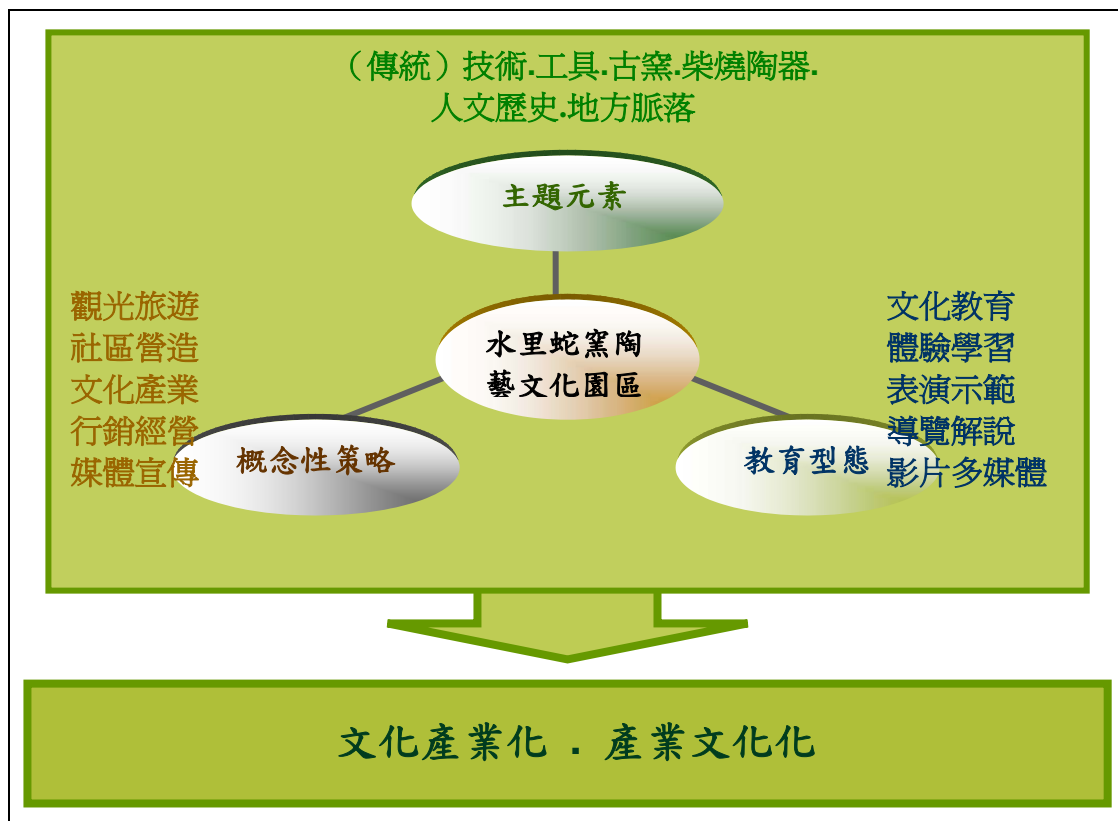 （傳統）技術.工具.古窯.柴燒陶器.
人文歷史.地方脈落
主題元素
水里蛇窯陶
藝文化園區
觀光旅遊
社區營造
文化產業
行銷經營
媒體宣傳
概念性策略
文化教育
體驗學習
表演示範
導覽解說
影片多媒體
教育型態
文化產業化 . 產業文化化